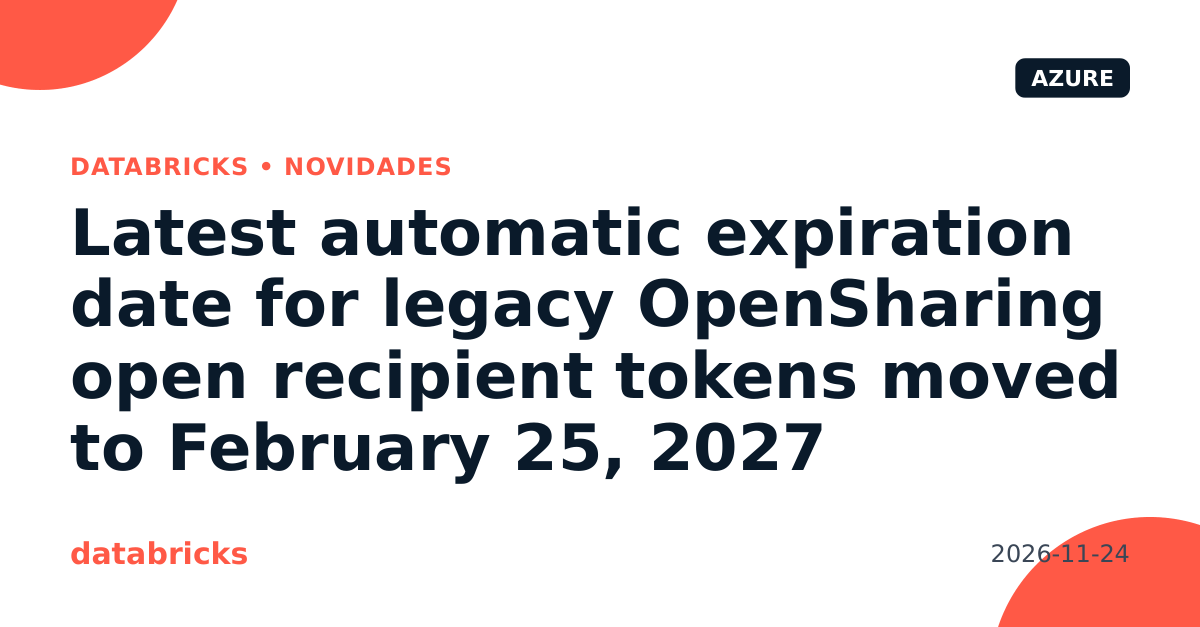 AZURE
DATABRICKS • NOVIDADES
Latest automatic expiration
date for legacy OpenSharing
open recipient tokens moved
to February 25, 2027
databricks
2026-11-24